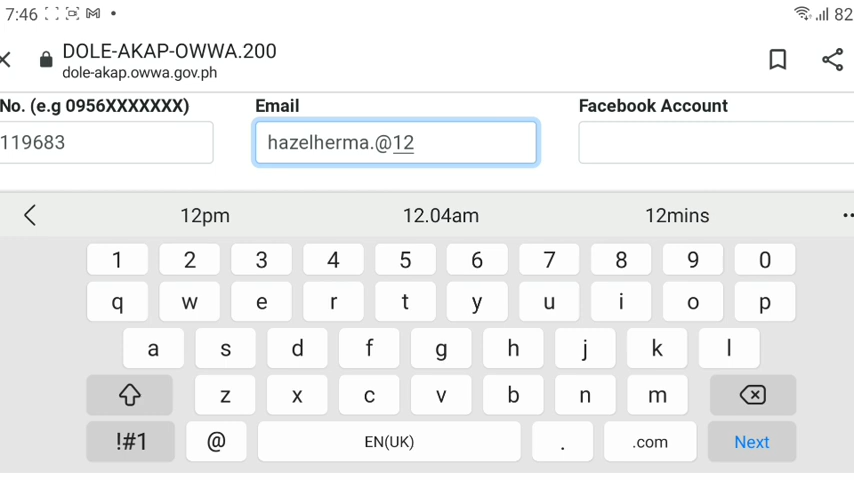 7:46
82
DOLE-AKAP-OWWA.200
dole-akap.owwa.gov.ph
No. (e.g 0956XXXXXXX) Email Facebook Account
119683 hazelherma.@12
12pm 12.04am 12mins
1 2 3 4 5 6 7 8 9 0
q w e r t y u i o p
a s d f g h j k l
z x c v b n m
!#1 @ EN(UK) . .com Next